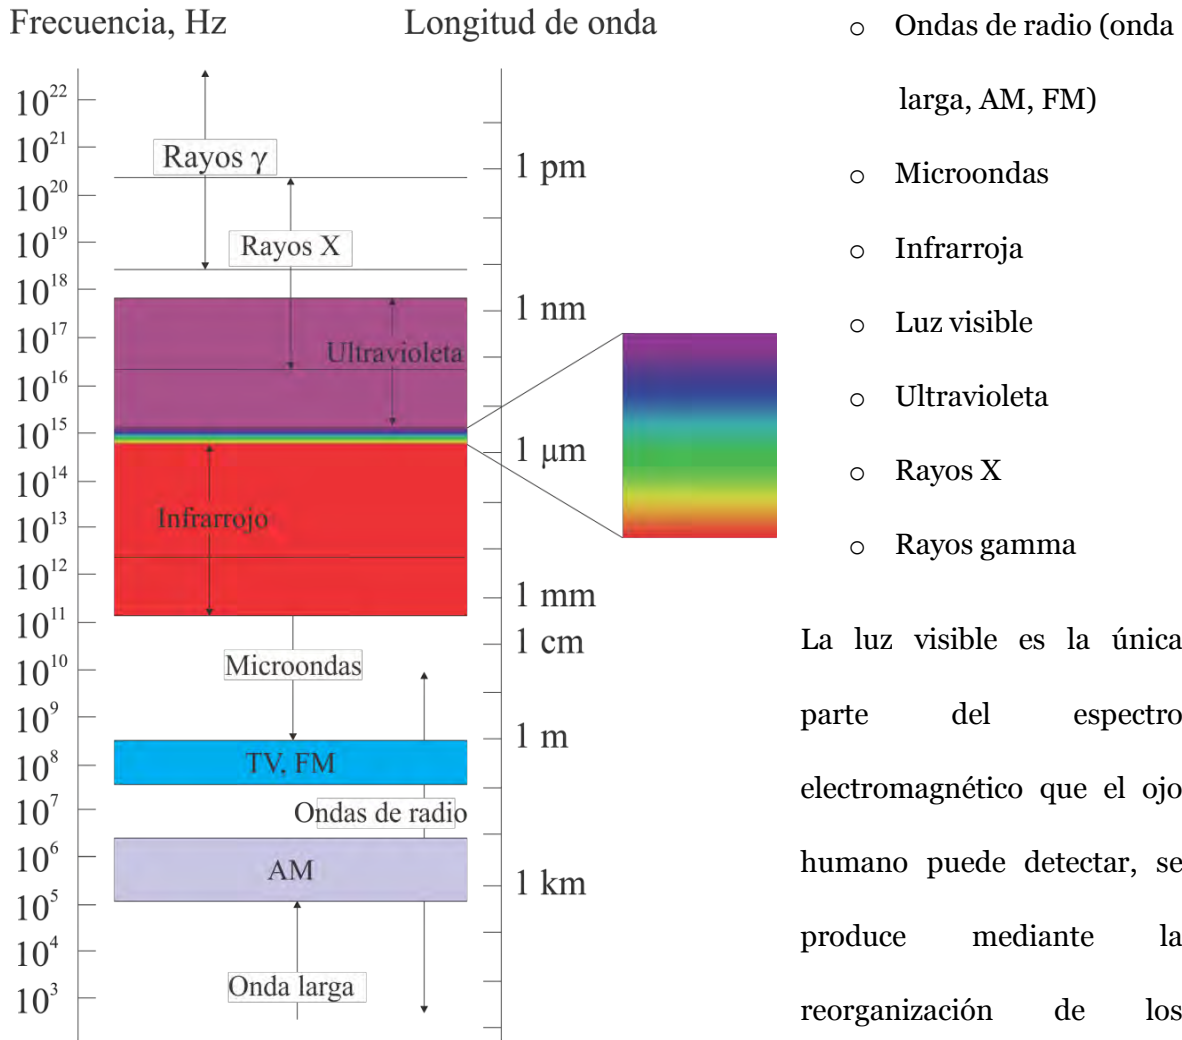 Frecuencia, Hz
Longitud de onda
10²²
10²¹
10²⁰
10¹⁹
10¹⁸
10¹⁷
10¹⁶
10¹⁵
10¹⁴
10¹³
10¹²
10¹¹
10¹⁰
10⁹
10⁸
10⁷
10⁶
10⁵
10⁴
10³
Rayos γ
Rayos X
Ultravioleta
Infrarrojo
Microondas
TV, FM
Ondas de radio
AM
Onda larga
1 pm
1 nm
1 μm
1 mm
1 cm
1 m
1 km
o Ondas de radio (onda
larga, AM, FM)
o Microondas
o Infrarroja
o Luz visible
o Ultravioleta
o Rayos X
o Rayos gamma
La luz visible es la única
parte del espectro
electromagnético que el ojo
humano puede detectar, se
produce mediante la
reorganización de los